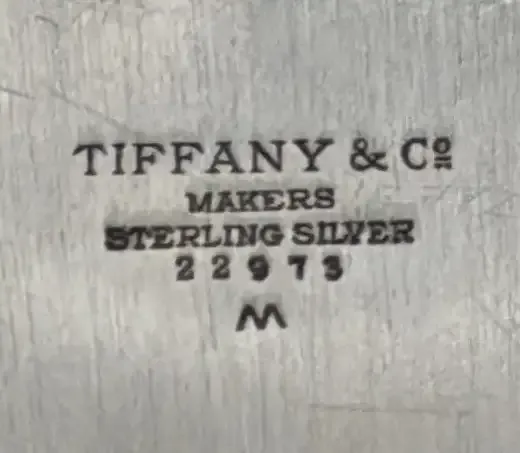 TIFFANY & Cº
MAKERS
STERLING SILVER
22973
M